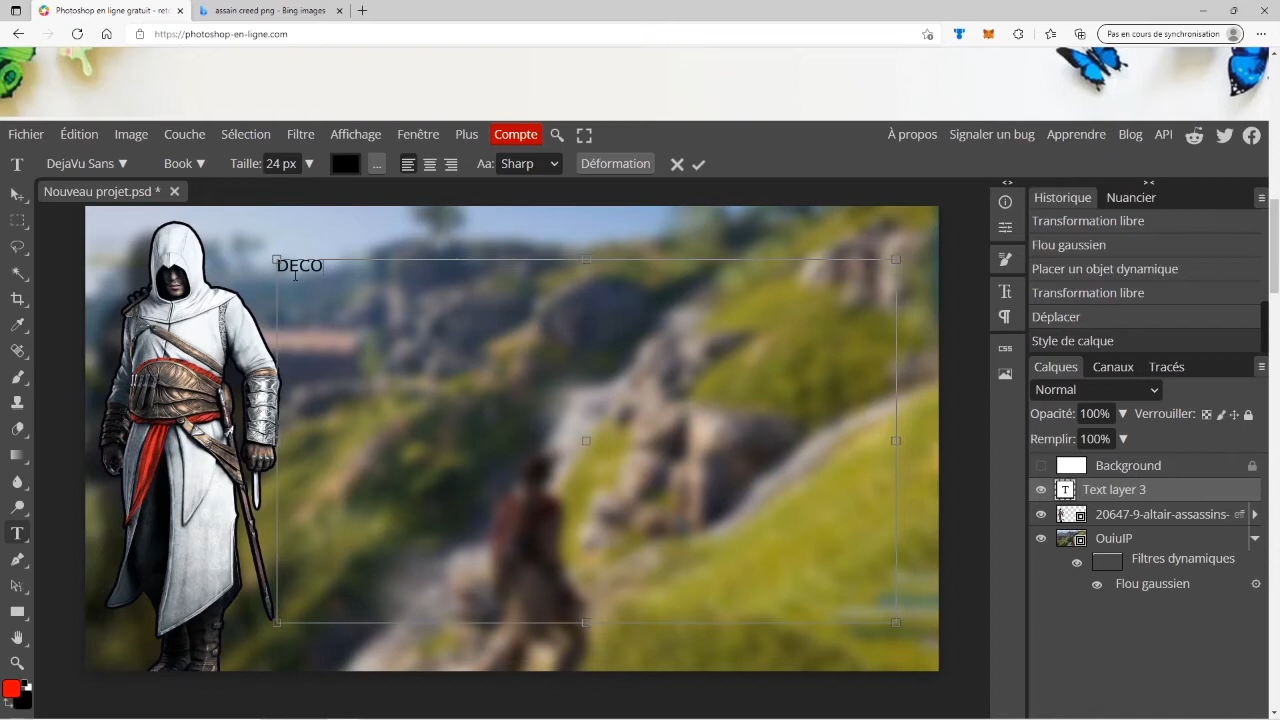 Photoshop en ligne gratuit - reto
assain creed png - Bing images
https://photoshop-en-ligne.com
Pas en cours de synchronisation
Fichier Édition Image Couche Sélection Filtre Affichage Fenêtre Plus Compte
À propos Signaler un bug Apprendre Blog API
DejaVu Sans Book Taille: 24 px ... Aa: Sharp Déformation
Nouveau projet.psd *
DECO
Historique Nuancier
Transformation libre
Flou gaussien
Placer un objet dynamique
Transformation libre
Déplacer
Style de calque
CSS
Calques Canaux Tracés
Normal
Opacité: 100% Verrouiller:
Remplir: 100%
Background
Text layer 3
20647-9-altair-assassins- eff
OuiuIP
Filtres dynamiques
Flou gaussien